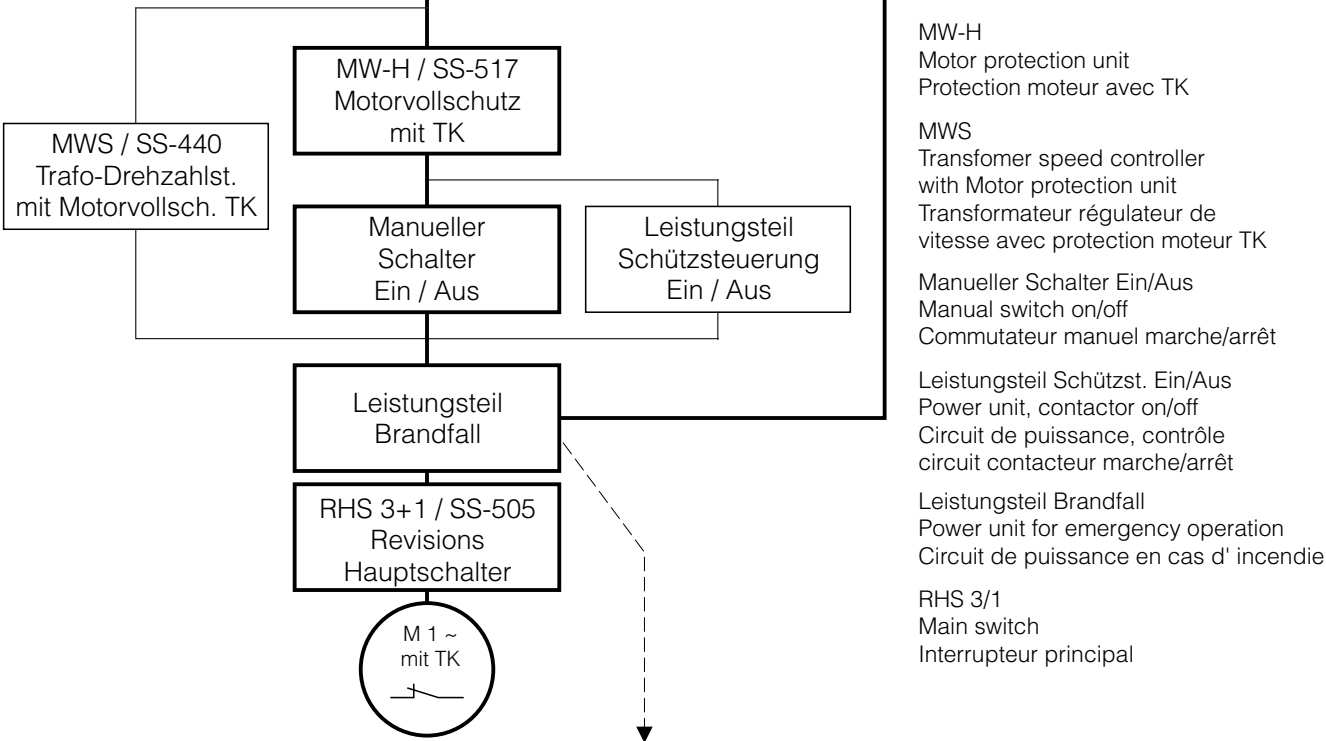 MW-H / SS-517
Motorvollschutz
mit TK
MWS / SS-440
Trafo-Drehzahlst.
mit Motorvollsch. TK
Manueller
Schalter
Ein / Aus
Leistungsteil
Schützsteuerung
Ein / Aus
Leistungsteil
Brandfall
RHS 3+1 / SS-505
Revisions
Hauptschalter
M 1 ~
mit TK
MW-H
Motor protection unit
Protection moteur avec TK
MWS
Transfomer speed controller
with Motor protection unit
Transformateur régulateur de
vitesse avec protection moteur TK
Manueller Schalter Ein/Aus
Manual switch on/off
Commutateur manuel marche/arrêt
Leistungsteil Schützst. Ein/Aus
Power unit, contactor on/off
Circuit de puissance, contrôle
circuit contacteur marche/arrêt
Leistungsteil Brandfall
Power unit for emergency operation
Circuit de puissance en cas d' incendie
RHS 3/1
Main switch
Interrupteur principal